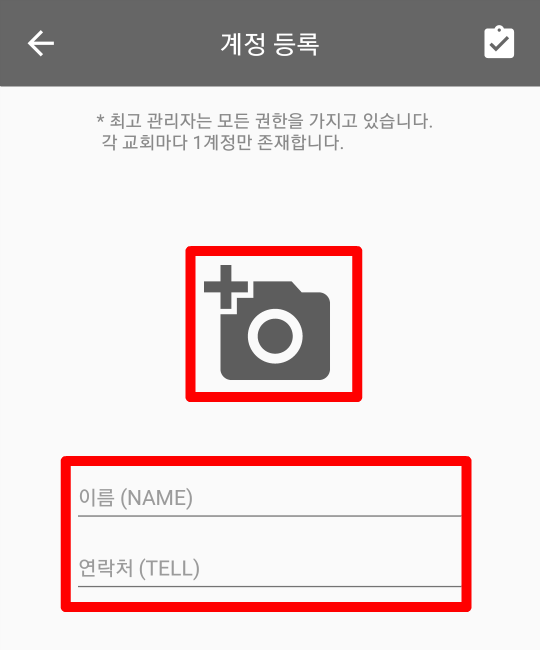 계정 등록
* 최고 관리자는 모든 권한을 가지고 있습니다.
각 교회마다 1계정만 존재합니다.
이름 (NAME)
연락처 (TELL)